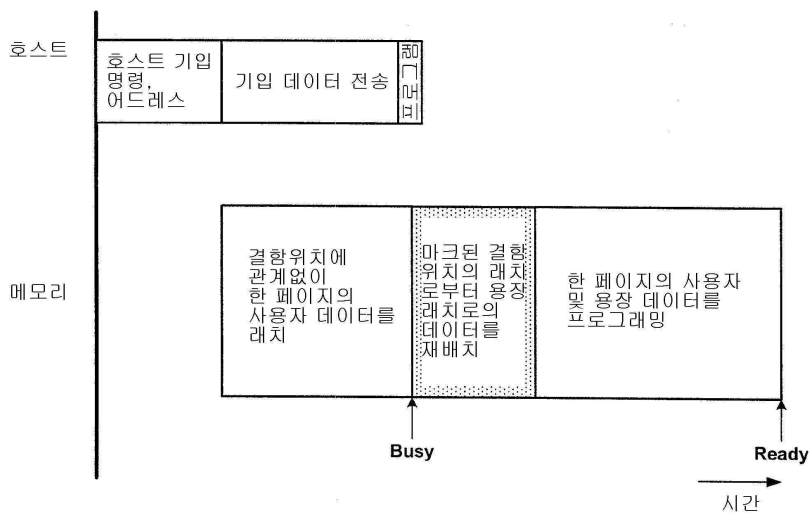 호스트
호스트 기입
명령,
어드레스
기입 데이터 전송
프로그램
메모리
결함위치에
관계없이
한 페이지의
사용자 데이터를
래치
마크된 결함
위치의 래치
로부터 용장
래치로의
데이터를
재배치
한 페이지의 사용자
및 용장 데이터를
프로그래밍
Busy
Ready
시간